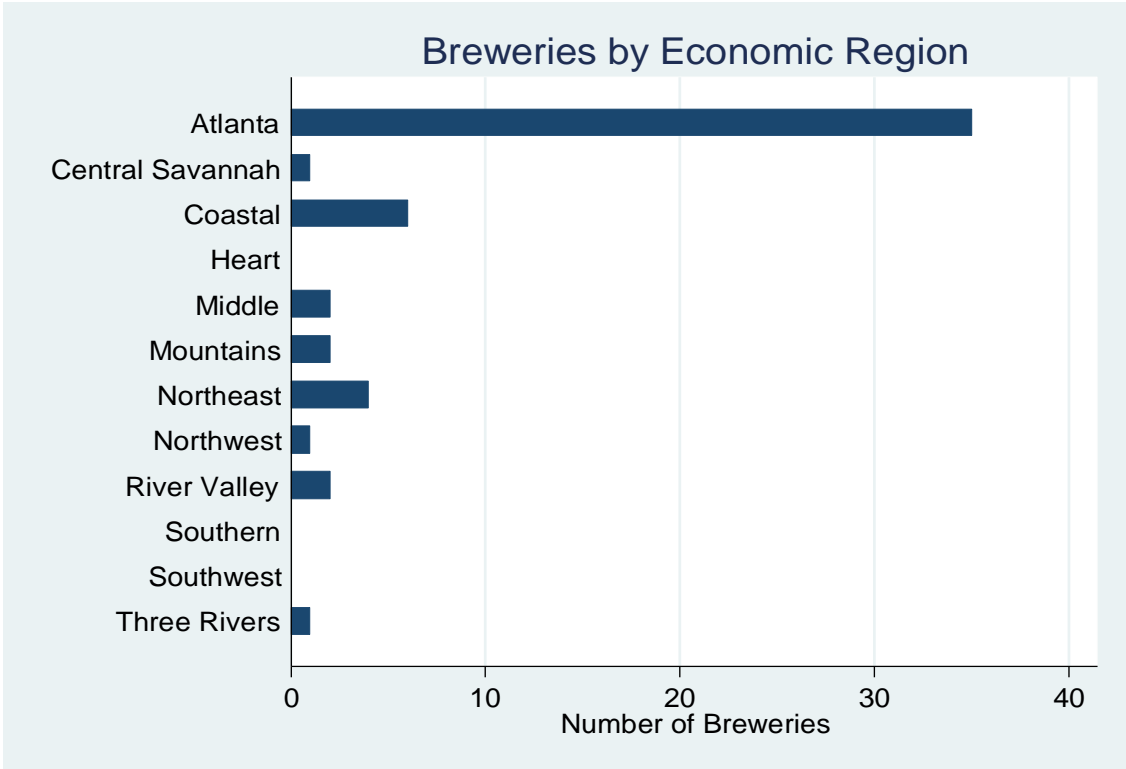 Breweries by Economic Region
Atlanta
Central Savannah
Coastal
Heart
Middle
Mountains
Northeast
Northwest
River Valley
Southern
Southwest
Three Rivers
0 10 20 30 40
Number of Breweries